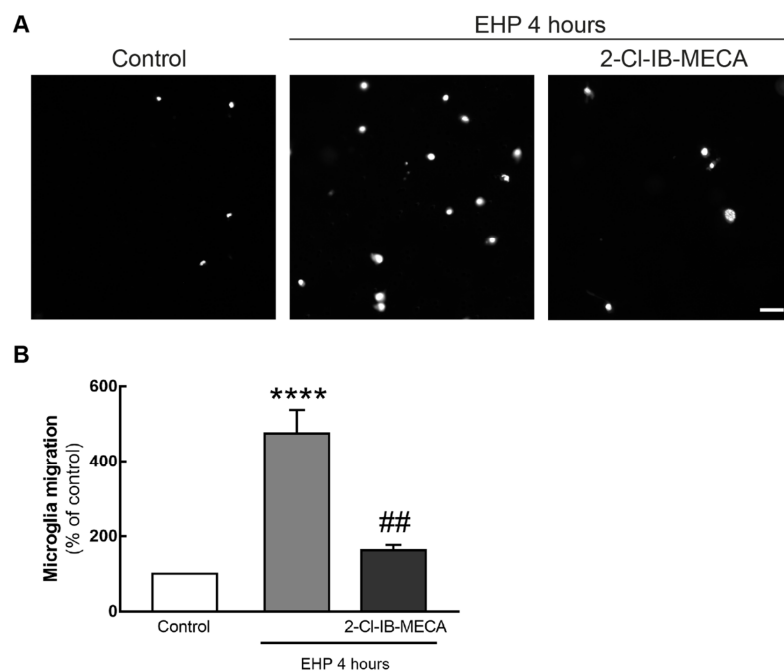 A
EHP 4 hours
Control
2-Cl-IB-MECA
B
Microglia migration
(% of control)
600
400
200
0
****
##
Control
2-Cl-IB-MECA
EHP 4 hours